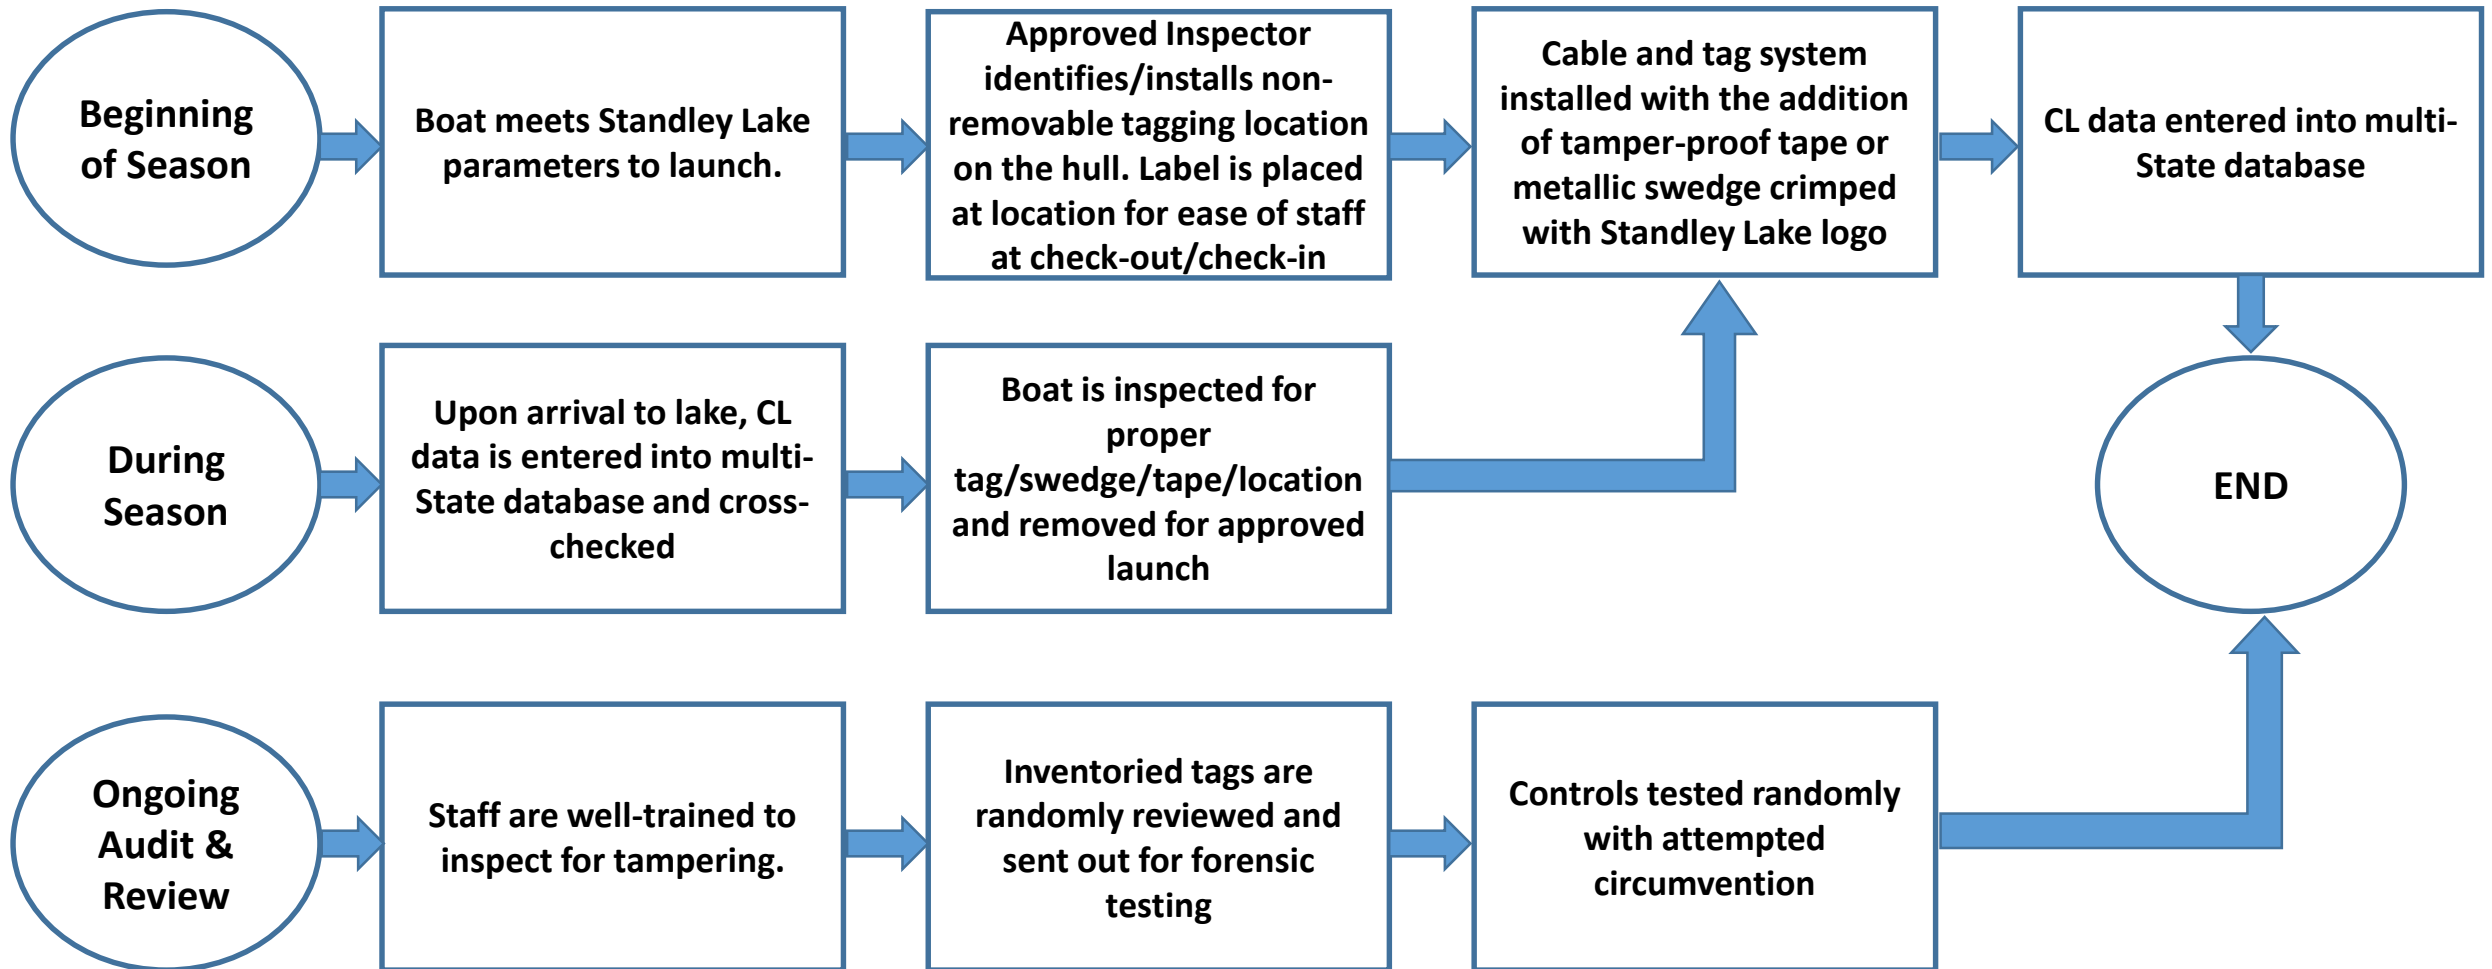 Beginning
of Season
Boat meets Standley Lake
parameters to launch.
Approved Inspector
identifies/installs non-
removable tagging location
on the hull. Label is placed
at location for ease of staff
at check-out/check-in
Cable and tag system
installed with the addition
of tamper-proof tape or
metallic swedge crimped
with Standley Lake logo
CL data entered into multi-
State database
During
Season
Upon arrival to lake, CL
data is entered into multi-
State database and cross-
checked
Boat is inspected for
proper
tag/swedge/tape/location
and removed for approved
launch
END
Ongoing
Audit &
Review
Staff are well-trained to
inspect for tampering.
Inventoried tags are
randomly reviewed and
sent out for forensic
testing
Controls tested randomly
with attempted
circumvention